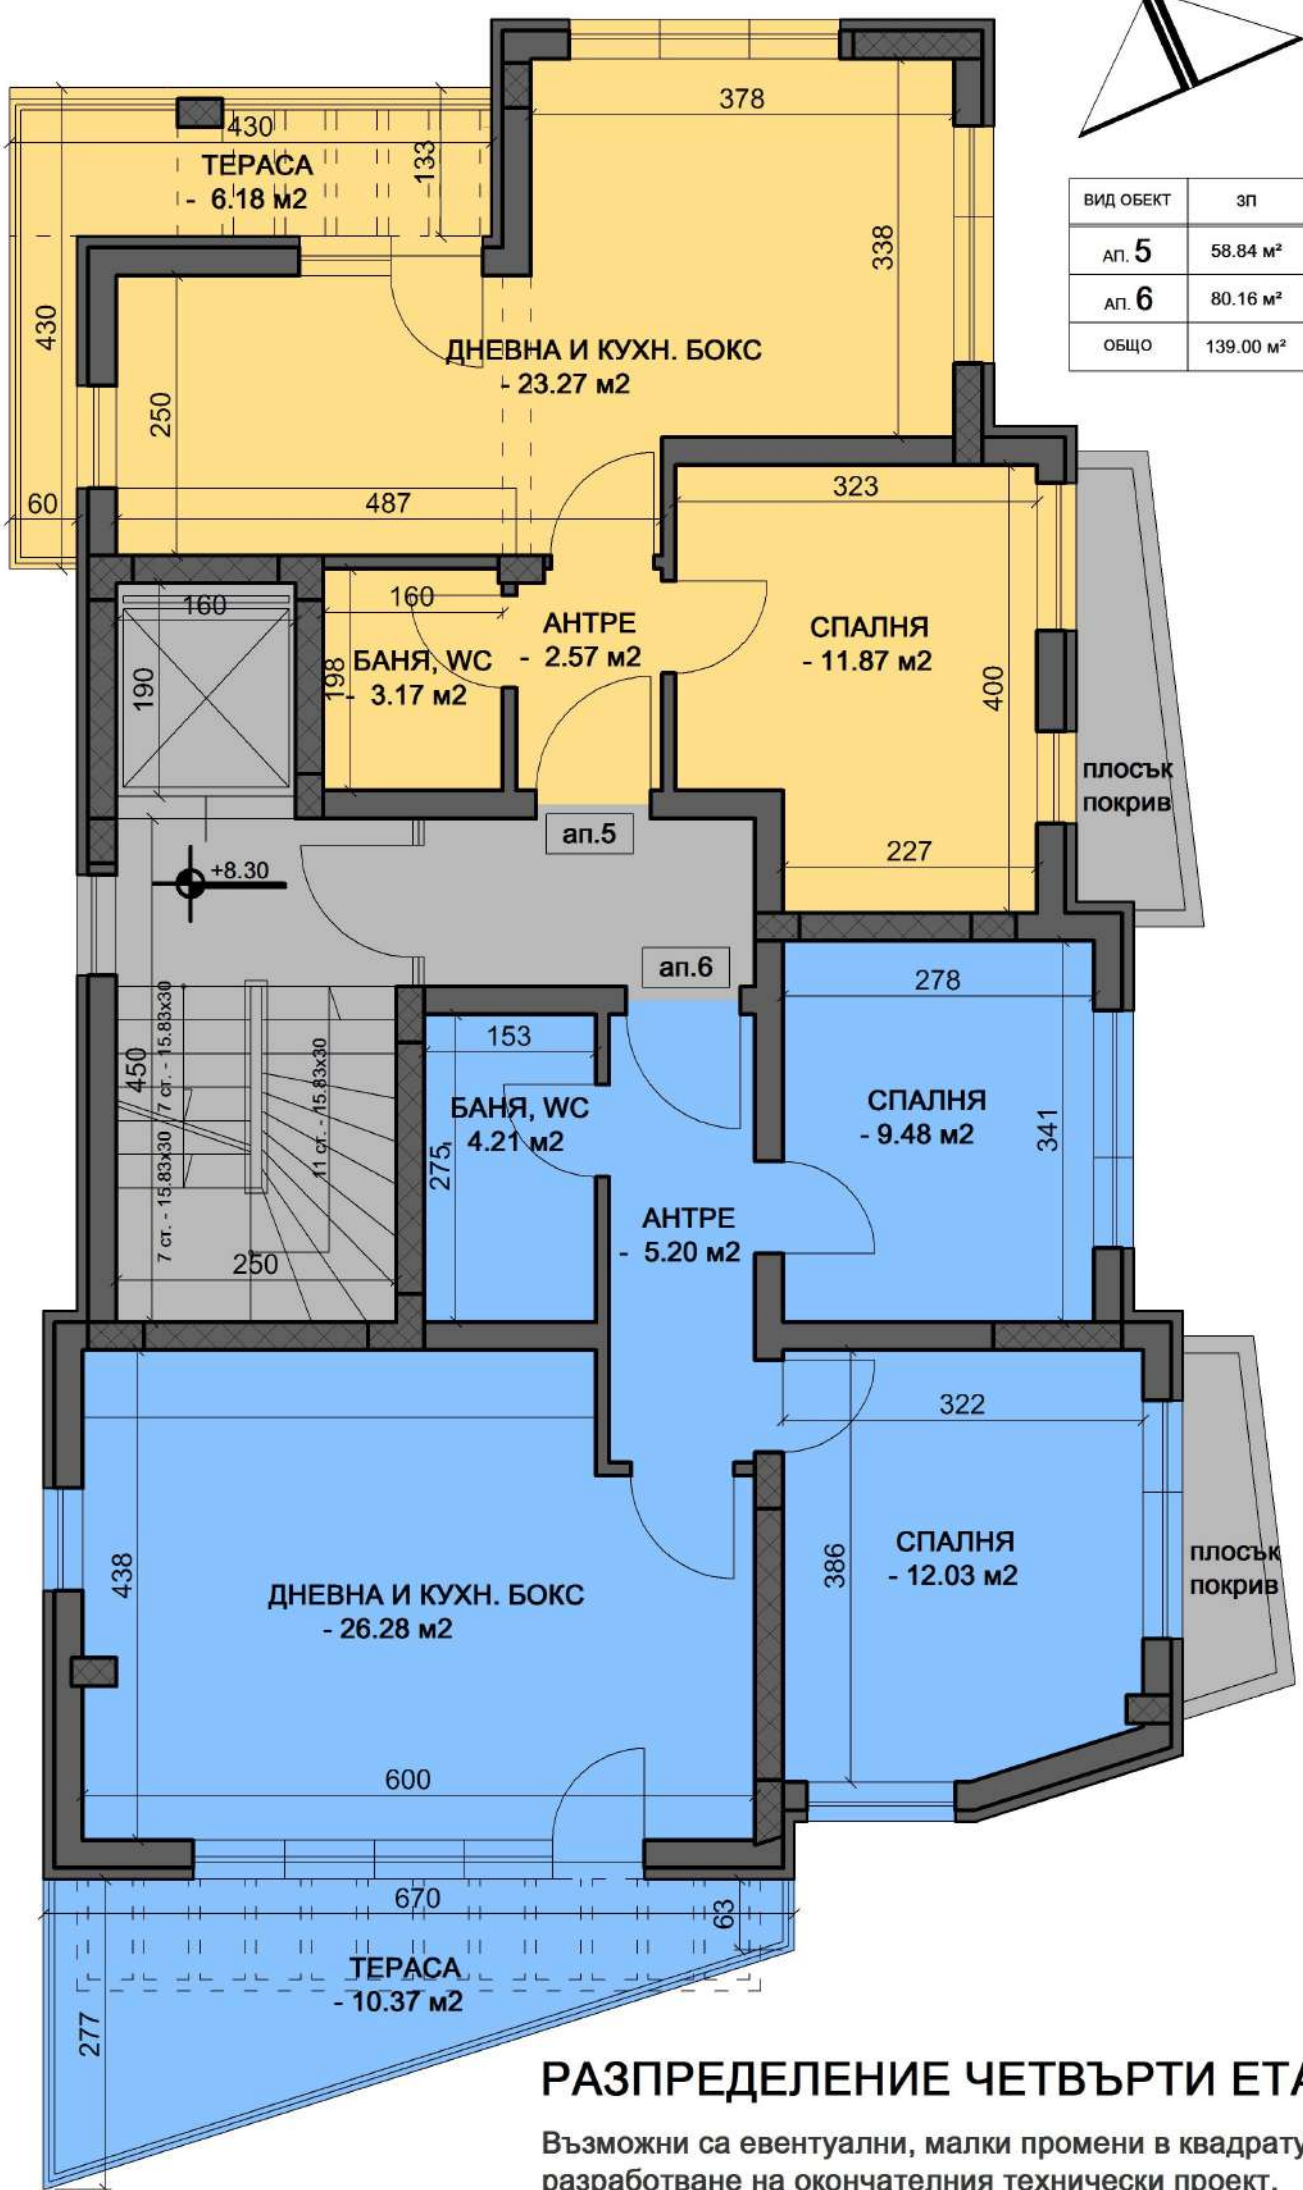 378
430
133
ТЕРАСА
- 6.18 м2
ВИД ОБЕКТ ЗП
АП. 5 58.84 м²
АП. 6 80.16 м²
ОБЩО 139.00 м²
338
430
ДНЕВНА И КУХН. БОКС
- 23.27 м2
250
60
487
323
160
160
АНТРЕ
- 2.57 м2
СПАЛНЯ
- 11.87 м2
БАНЯ, WC
- 3.17 м2
198
190
400
плосък
покрив
ап.5
227
+8.30
ап.6
278
153
7 ст. - 15.83х30
450
11 ст. - 15.83х30
БАНЯ, WC
4.21 м2
СПАЛНЯ
- 9.48 м2
341
275
7 ст. - 15.83х30
АНТРЕ
- 5.20 м2
250
322
438
386
СПАЛНЯ
- 12.03 м2
плосък
покрив
ДНЕВНА И КУХН. БОКС
- 26.28 м2
600
670
63
ТЕРАСА
- 10.37 м2
277
РАЗПРЕДЕЛЕНИЕ ЧЕТВЪРТИ
Възможни са евентуални, малки промени в
разработване на окончателния технически проект.